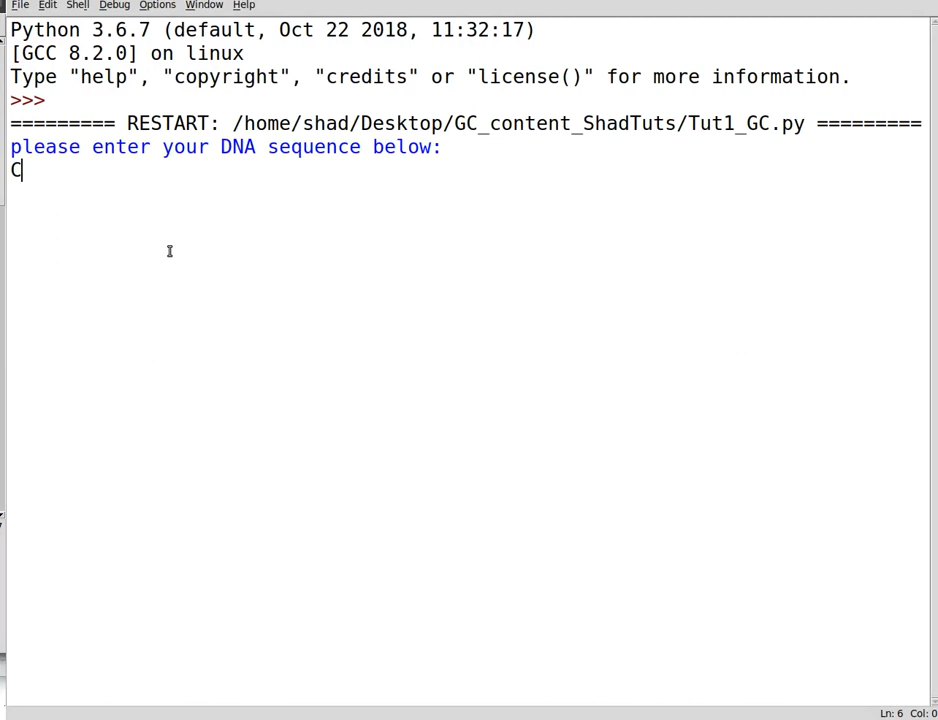 File Edit Shell Debug Options Window Help
Python 3.6.7 (default, Oct 22 2018, 11:32:17)
[GCC 8.2.0] on linux
Type "help", "copyright", "credits" or "license()" for more information.
>>>
========= RESTART: /home/shad/Desktop/GC_content_ShadTuts/Tut1_GC.py =========
please enter your DNA sequence below:
C
Ln: 6 Col: 0